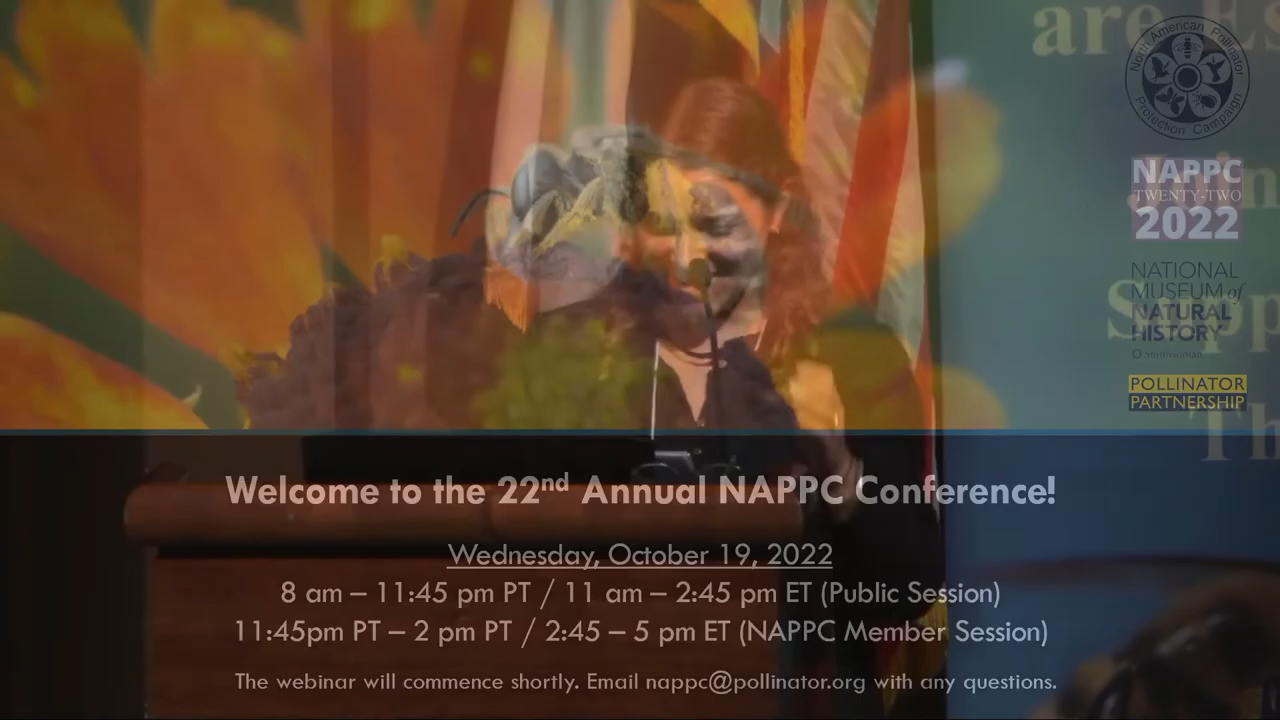 are Es
North American Pollinator
Protection Campaign
NAPPC
TWENTY-TWO
2022
NATIONAL
MUSEUM of
NATURAL
HISTORY
Smithsonian
POLLINATOR
PARTNERSHIP
Th
Welcome to the 22nd Annual NAPPC Conference!
Wednesday, October 19, 2022
8 am – 11:45 pm PT / 11 am – 2:45 pm ET (Public Session)
11:45pm PT – 2 pm PT / 2:45 – 5 pm ET (NAPPC Member Session)
The webinar will commence shortly. Email nappc@pollinator.org with any questions.